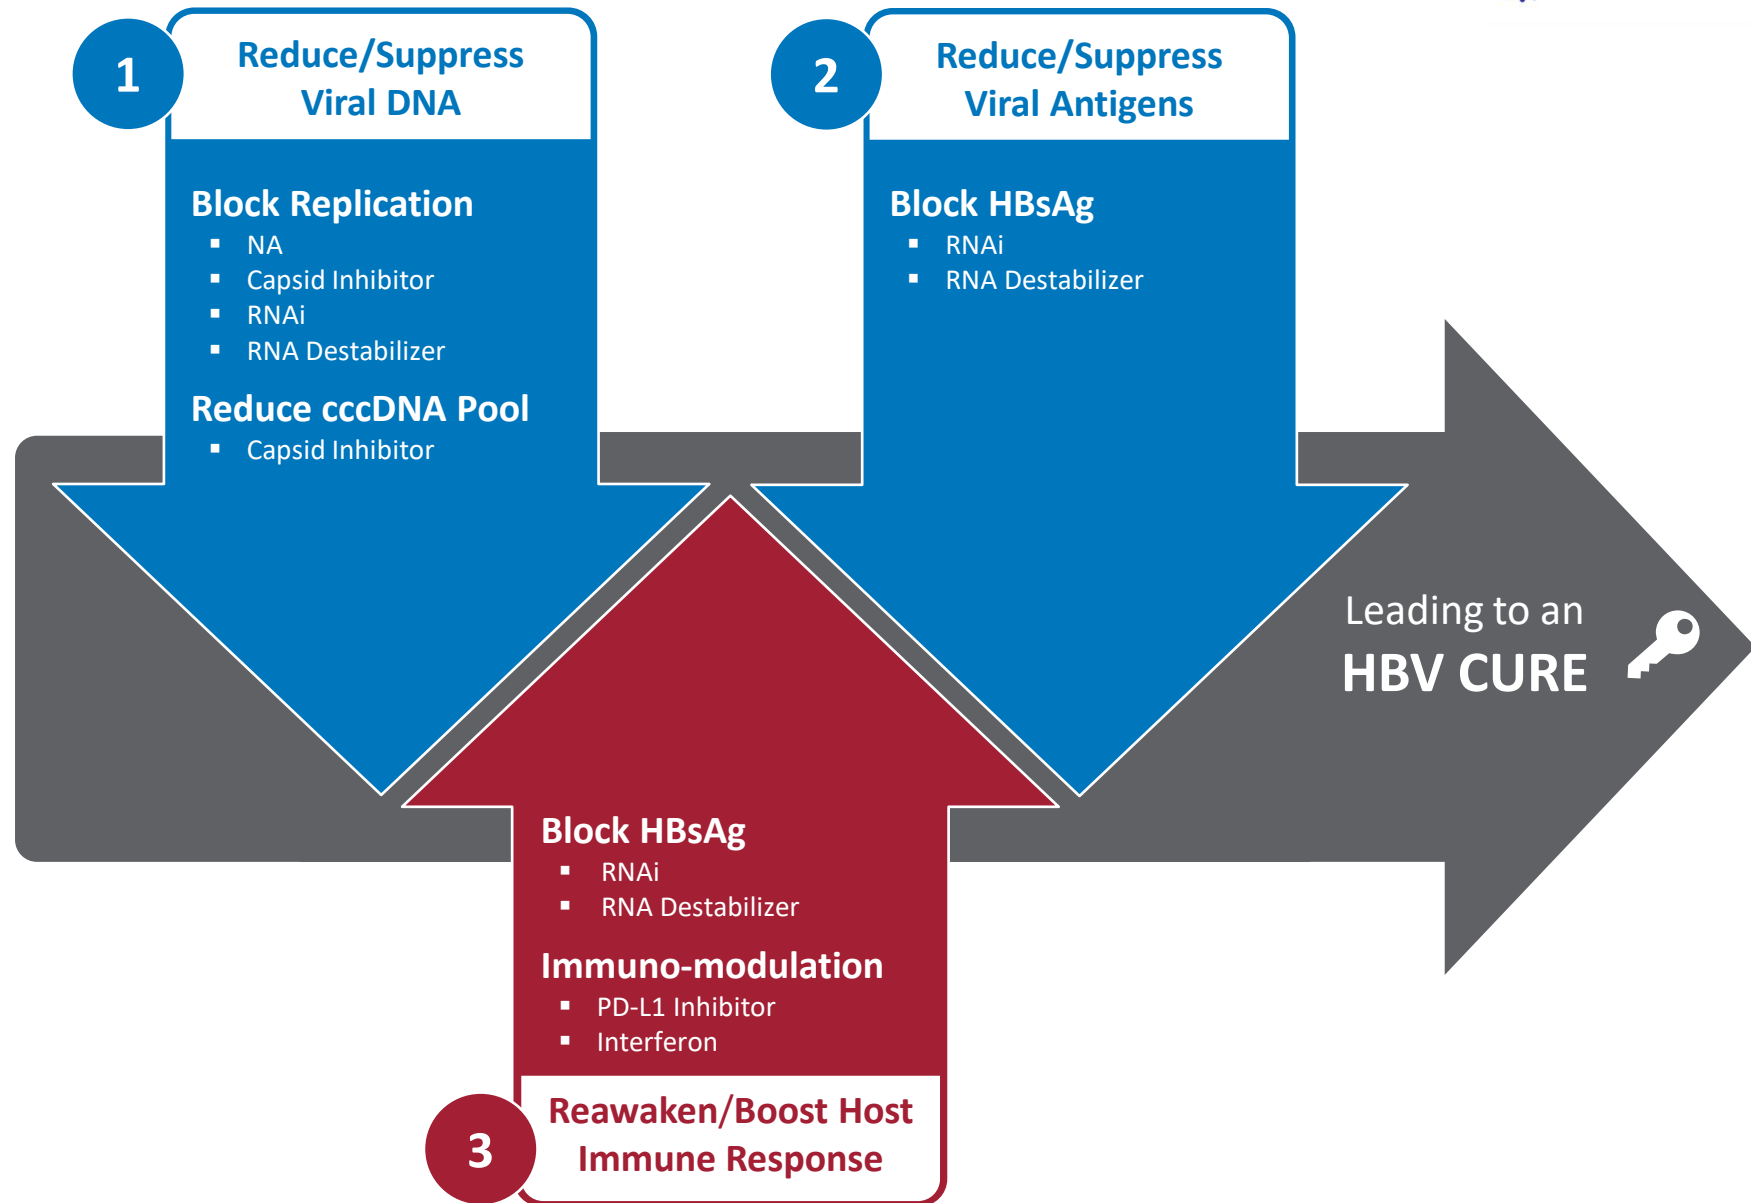 1
Reduce/Suppress
Viral DNA
Block Replication
▪ NA
▪ Capsid Inhibitor
▪ RNAi
▪ RNA Destabilizer
Reduce cccDNA Pool
▪ Capsid Inhibitor
2
Reduce/Suppress
Viral Antigens
Block HBsAg
▪ RNAi
▪ RNA Destabilizer
Leading to an
HBV CURE
Block HBsAg
▪ RNAi
▪ RNA Destabilizer
Immuno-modulation
▪ PD-L1 Inhibitor
▪ Interferon
3
Reawaken/Boost Host
Immune Response